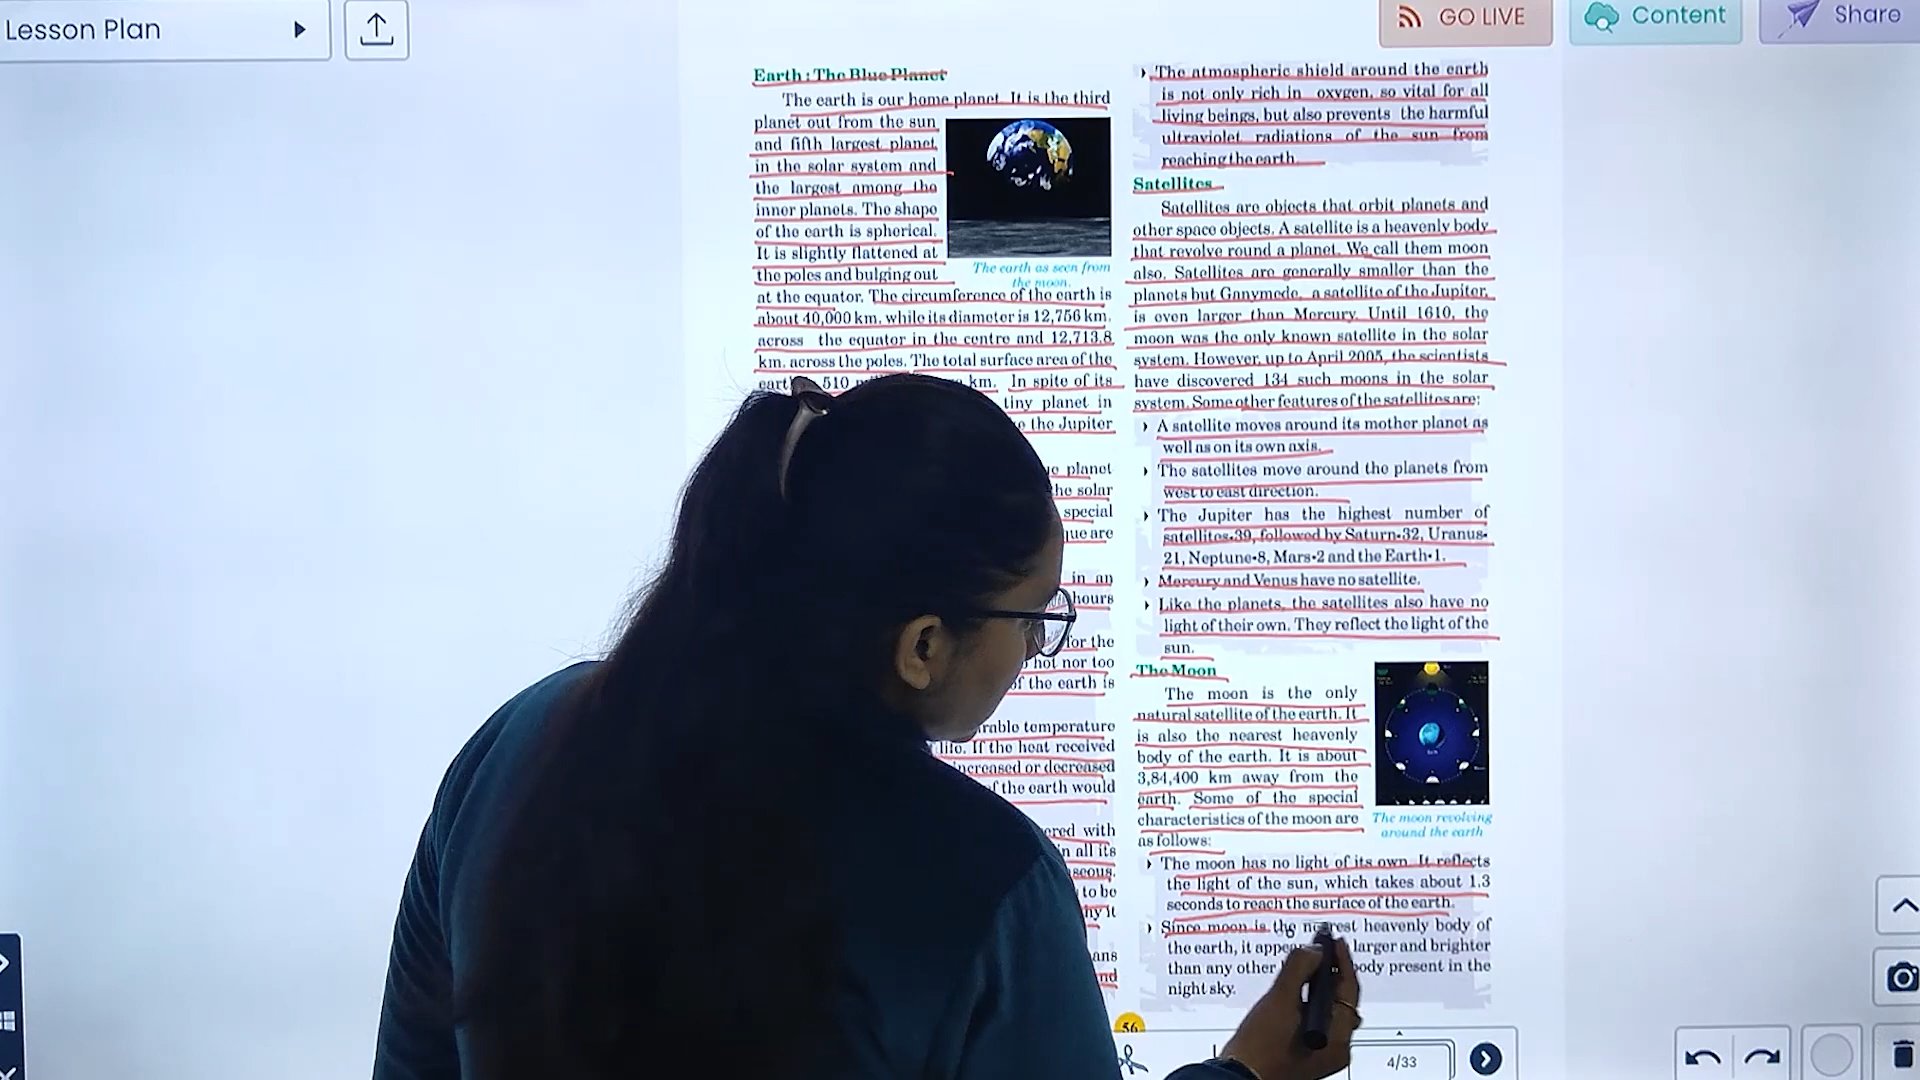 Lesson Plan
GO LIVE
Content
Share
Earth : The Blue Planet
The earth is our home planet. It is the third
planet out from the sun
and fifth largest planet
in the solar system and
the largest among the
inner planets. The shape
of the earth is spherical.
It is slightly flattened at
the poles and bulging out
The earth as seen from
the moon.
at the equator. The circumference of the earth is
about 40,000 km. while its diameter is 12,756 km.
across the equator in the centre and 12,713.8
km. across the poles. The total surface area of the
510 km. In spite of its
tiny planet in
the Jupiter
planet
solar
special
are
in an
hours
for the
hot nor too
of the earth is
temperature
life. If the heat received
increased or decreased
of the earth would
with
in all its
to be
it
The atmospheric shield around the earth
is not only rich in oxygen, so vital for all
living beings, but also prevents the harmful
ultraviolet radiations of the sun from
reaching the earth.
Satellites
Satellites are objects that orbit planets and
other space objects. A satellite is a heavenly body
that revolve round a planet. We call them moon
also. Satellites are generally smaller than the
planets but Ganymede, a satellite of the Jupiter,
is even larger than Mercury. Until 1610, the
moon was the only known satellite in the solar
system. However, up to April 2005, the scientists
have discovered 134 such moons in the solar
system. Some other features of the satellites are:
A satellite moves around its mother planet as
well as on its own axis.
The satellites move around the planets from
west to east direction.
The Jupiter has the highest number of
satellites-39, followed by Saturn-32, Uranus-
21, Neptune-8, Mars-2 and the Earth-1.
Mercury and Venus have no satellite.
Like the planets, the satellites also have no
light of their own. They reflect the light of the
sun.
The Moon
The moon is the only
natural satellite of the earth. It
is also the nearest heavenly
body of the earth. It is about
3,84,400 km away from the
earth. Some of the special
characteristics of the moon are
as follows:
The moon revolving
around the earth
The moon has no light of its own. It reflects
the light of the sun, which takes about 1.3
seconds to reach the surface of the earth.
Since moon is the nearest heavenly body of
the earth, it larger and brighter
than any other body present in the
night sky.
56
4/33